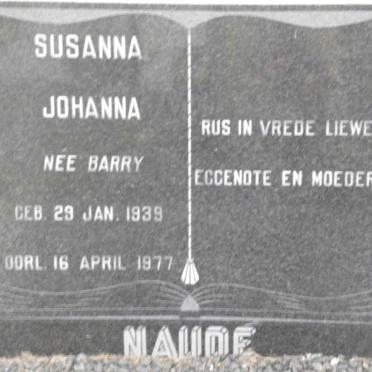 SUSANNA
JOHANNA
NÉE BARRY
GEB. 29 JAN. 1939
OORL. 16 APRIL 1977
RUS IN VREDE LIEWE
EGGENOTE EN MOEDER
NAUDÉ